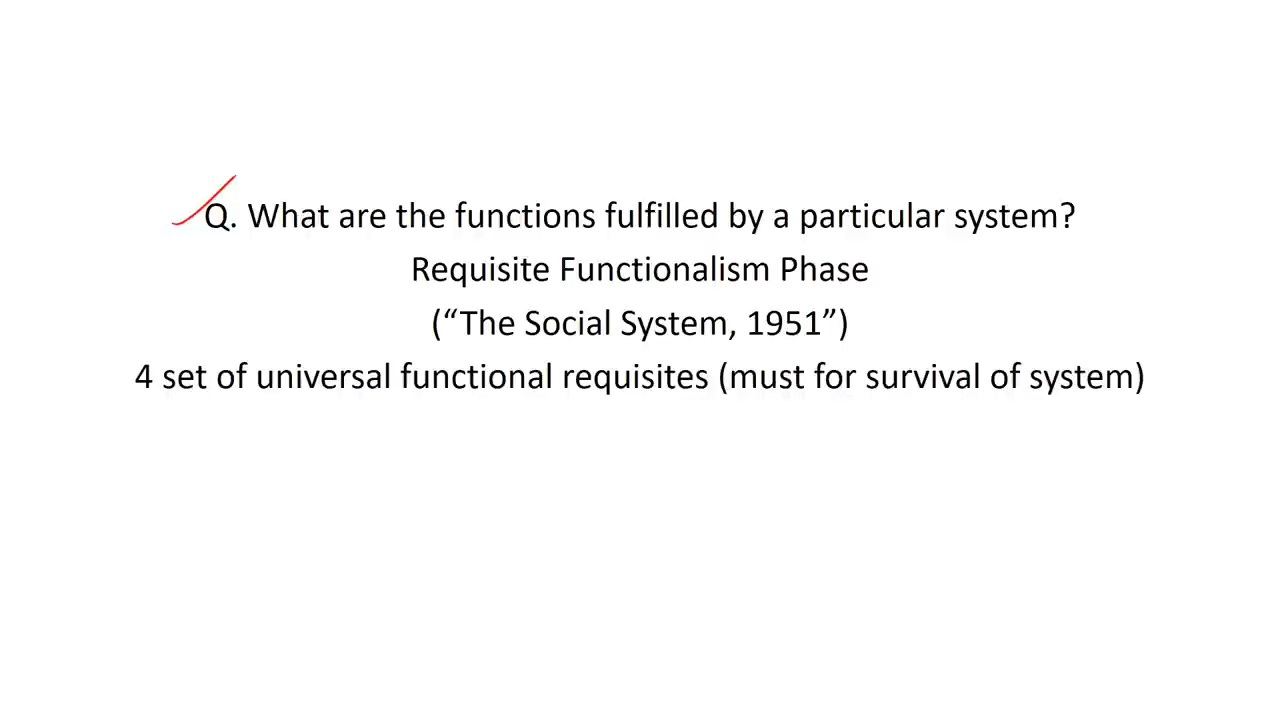 Q. What are the functions fulfilled by a particular system?
Requisite Functionalism Phase
(“The Social System, 1951”)
4 set of universal functional requisites (must for survival of system)